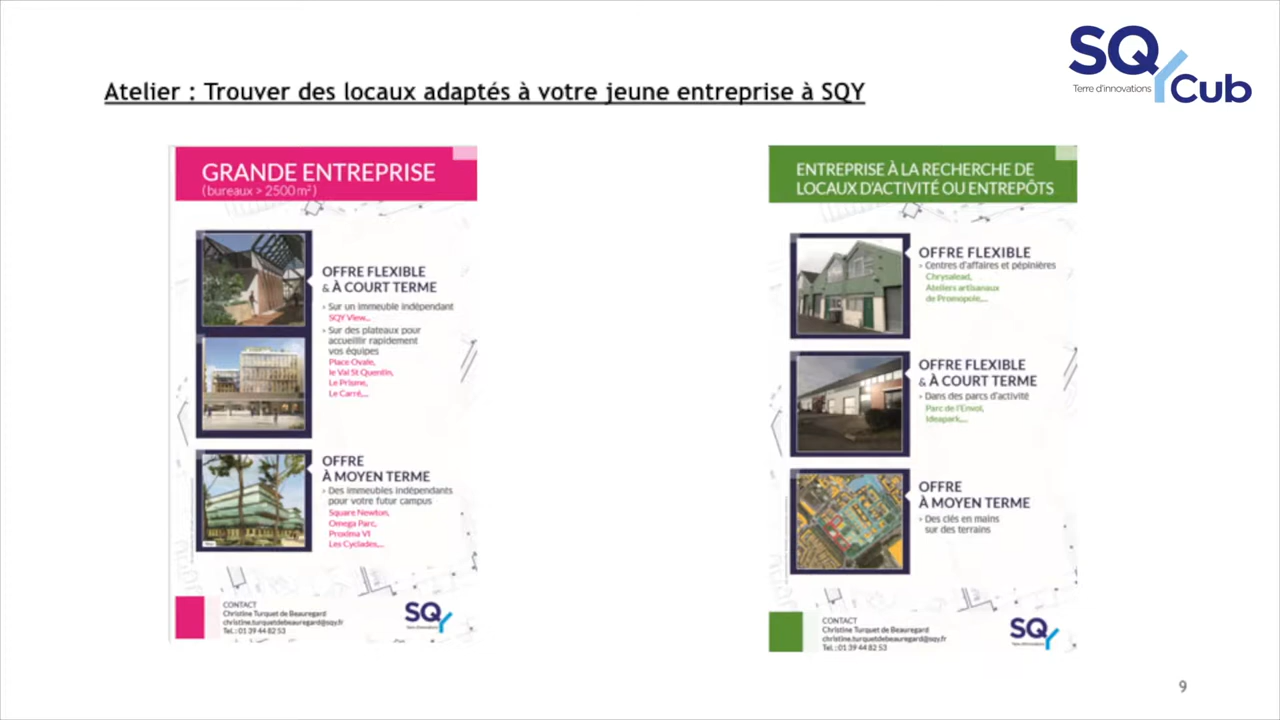 SQY Cub
Terre d'innovations
Atelier : Trouver des locaux adaptés à votre jeune entreprise à SQY
GRANDE ENTREPRISE
(bureaux > 2500 m²)
OFFRE FLEXIBLE
& À COURT TERME
› Sur un immeuble indépendant
SQY View...
› Sur des plateaux pour
accueillir rapidement
vos équipes
Place Ovale,
le Val St Quentin,
Le Prisme,
Le Carré,...
OFFRE
À MOYEN TERME
› Des immeubles indépendants
pour votre futur campus
Square Newton,
Omega Parc,
Proxima VI
Les Cyclades,...
CONTACT
Christine Turquet de Beauregard
christine.turquetdebeauregard@sqy.fr
Tel. : 01 39 44 82 53
SQY
Terre d'innovations
ENTREPRISE À LA RECHERCHE DE
LOCAUX D'ACTIVITÉ OU ENTREPÔTS
OFFRE FLEXIBLE
› Centres d'affaires et pépinières
Chrysalead,
Ateliers artisanaux
de Promopole,...
OFFRE FLEXIBLE
& À COURT TERME
› Dans des parcs d'activité
Parc de l'Envol,
Ideapark,...
OFFRE
À MOYEN TERME
› Des clés en mains
sur des terrains
CONTACT
Christine Turquet de Beauregard
christine.turquetdebeauregard@sqy.fr
Tel. : 01 39 44 82 53
SQY
Terre d'innovations
9